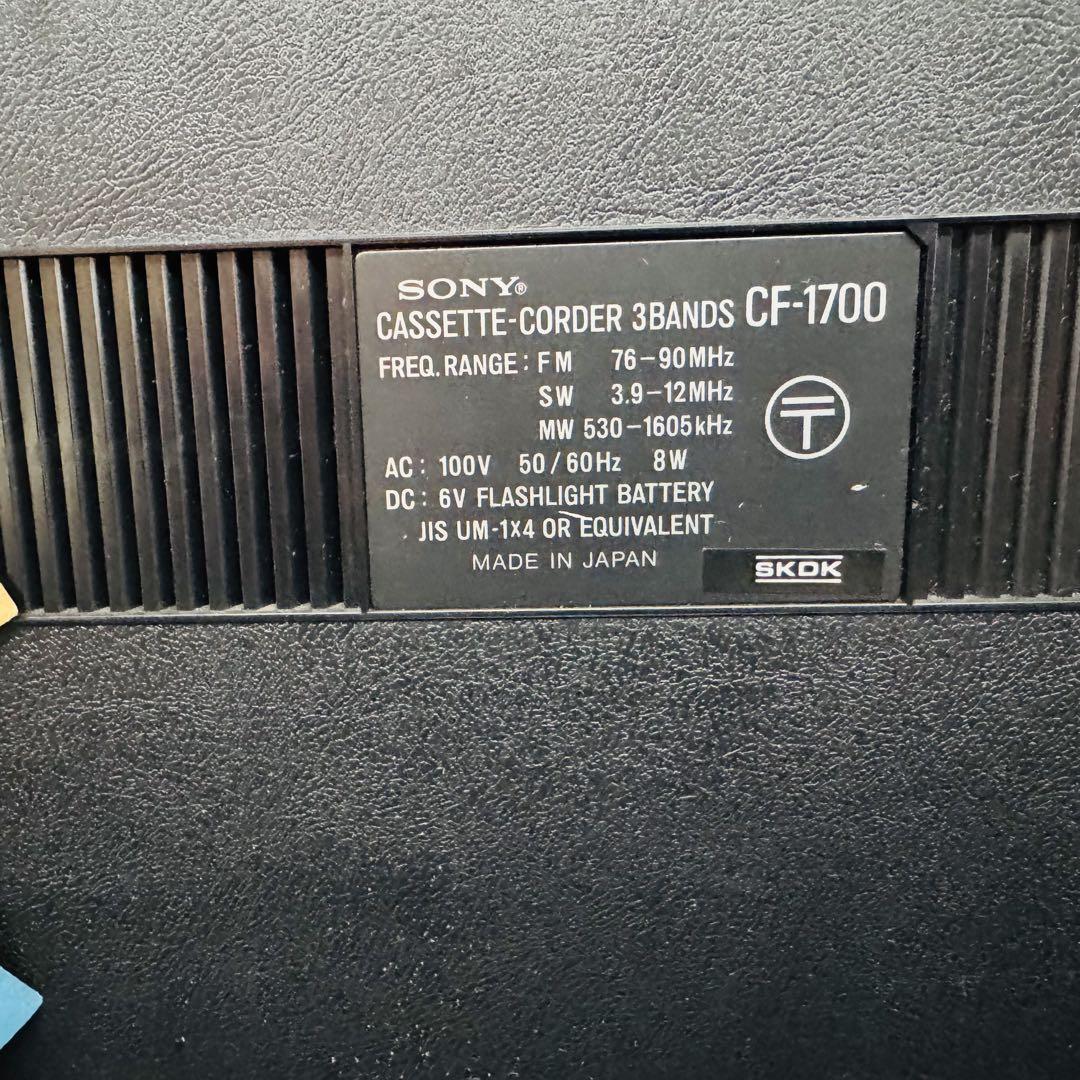 SONY®
CASSETTE-CORDER 3BANDS CF-1700
FREQ. RANGE: FM 76-90MHz
SW 3.9-12MHz
MW 530-1605kHz
AC: 100V 50/60Hz 8W
DC: 6V FLASHLIGHT BATTERY
JIS UM-1X4 OR EQUIVALENT
MADE IN JAPAN
SKDK